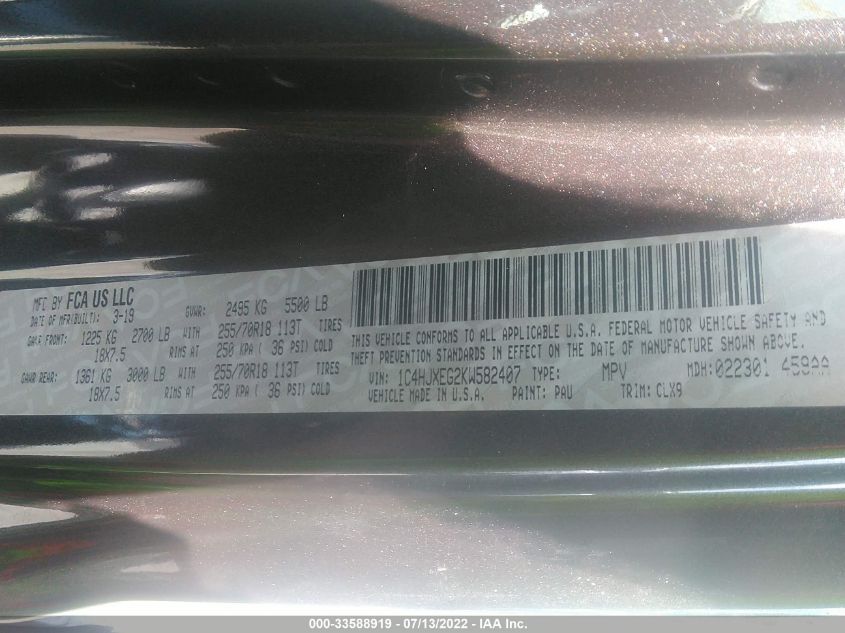 MFD BY FCA US LLC
DATE OF MFR(BUILT): 3-19 GVWR: 2495 KG 5500 LB
GAWR FRONT: 1225 KG 2700 LB WITH 255/70R18 113T TIRES
18X7.5 RIMS AT 250 KPA ( 36 PSI) COLD
GAWR REAR: 1361 KG 3000 LB WITH 255/70R18 113T TIRES
18X7.5 RIMS AT 250 KPA ( 36 PSI) COLD
THIS VEHICLE CONFORMS TO ALL APPLICABLE U.S.A. FEDERAL MOTOR VEHICLE SAFETY AND
THEFT PREVENTION STANDARDS IN EFFECT ON THE DATE OF MANUFACTURE SHOWN ABOVE.
VIN: 1C4HJXEG2KW582407 TYPE: MPV MDH:022301 459AA
VEHICLE MADE IN U.S.A. PAINT: PAU TRIM: CLX9
000-33588919 - 07/13/2022 - IAA Inc.